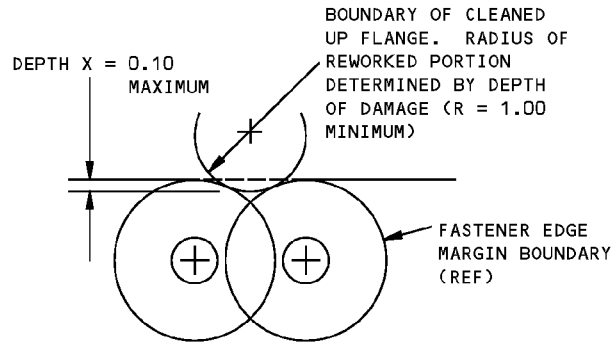 BOUNDARY OF CLEANED
UP FLANGE. RADIUS OF
REWORKED PORTION
DETERMINED BY DEPTH
OF DAMAGE (R = 1.00
MINIMUM)
DEPTH X = 0.10
MAXIMUM
FASTENER EDGE
MARGIN BOUNDARY
(REF)